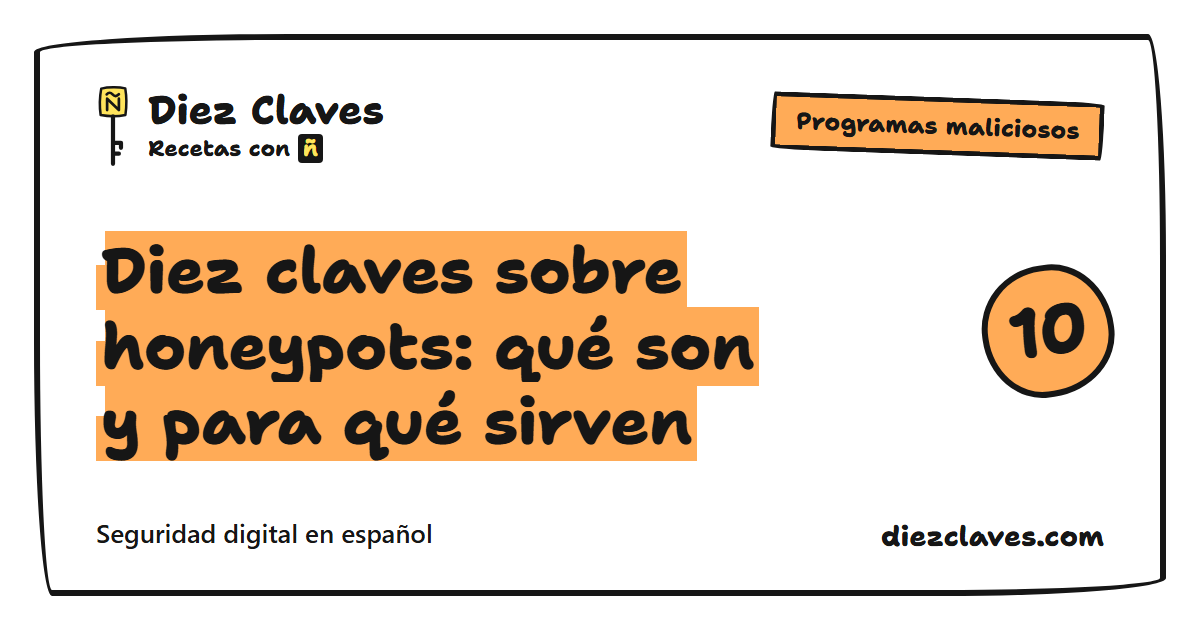 Ñ
Diez Claves
Recetas con ñ
Programas maliciosos
Diez claves sobre
honeypots: qué son
y para qué sirven
10
Seguridad digital en español
diezclaves.com